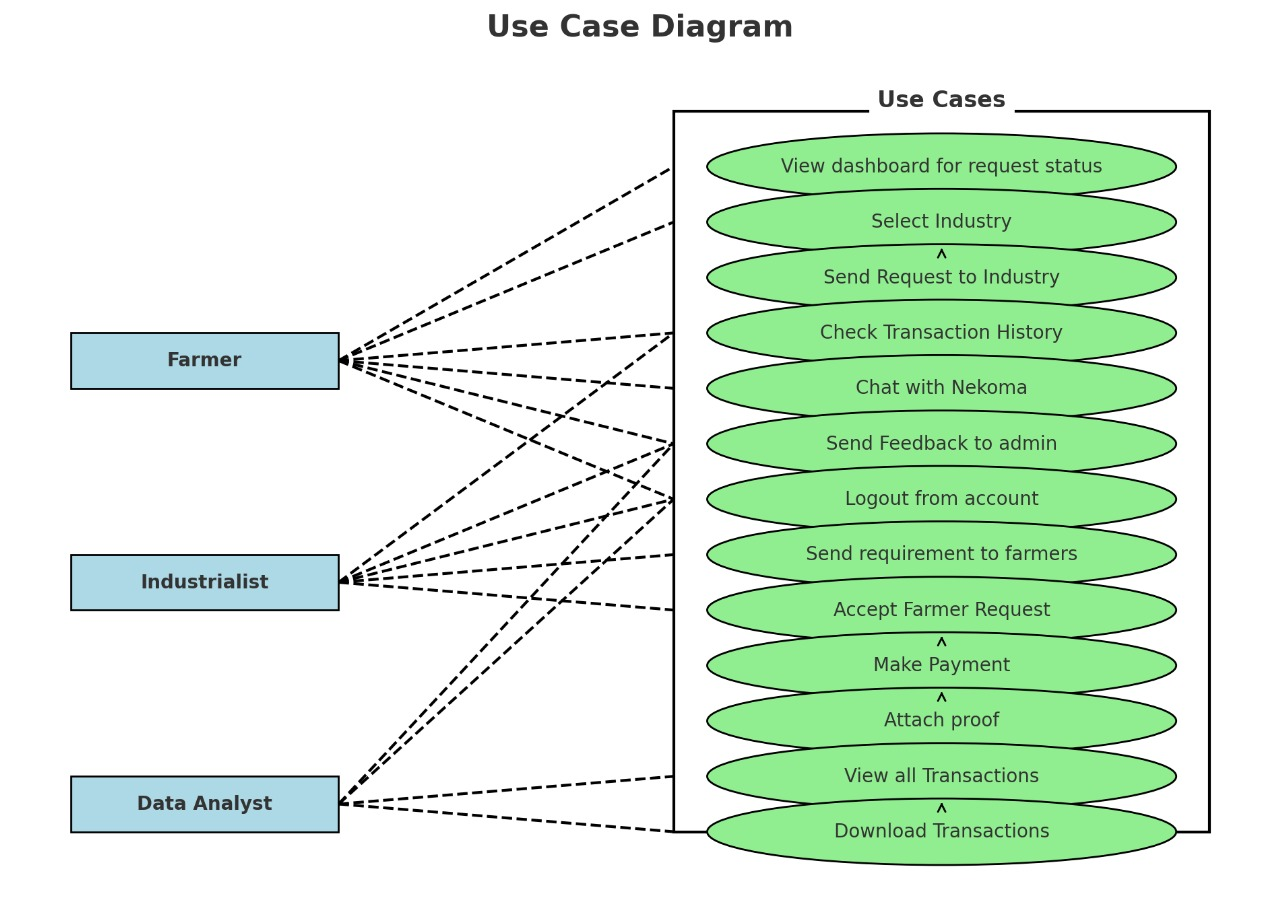 Use Case Diagram
Use Cases
View dashboard for request status
Select Industry
Send Request to Industry
Check Transaction History
Chat with Nekoma
Send Feedback to admin
Logout from account
Send requirement to farmers
Accept Farmer Request
Make Payment
Attach proof
View all Transactions
Download Transactions
Farmer
Industrialist
Data Analyst